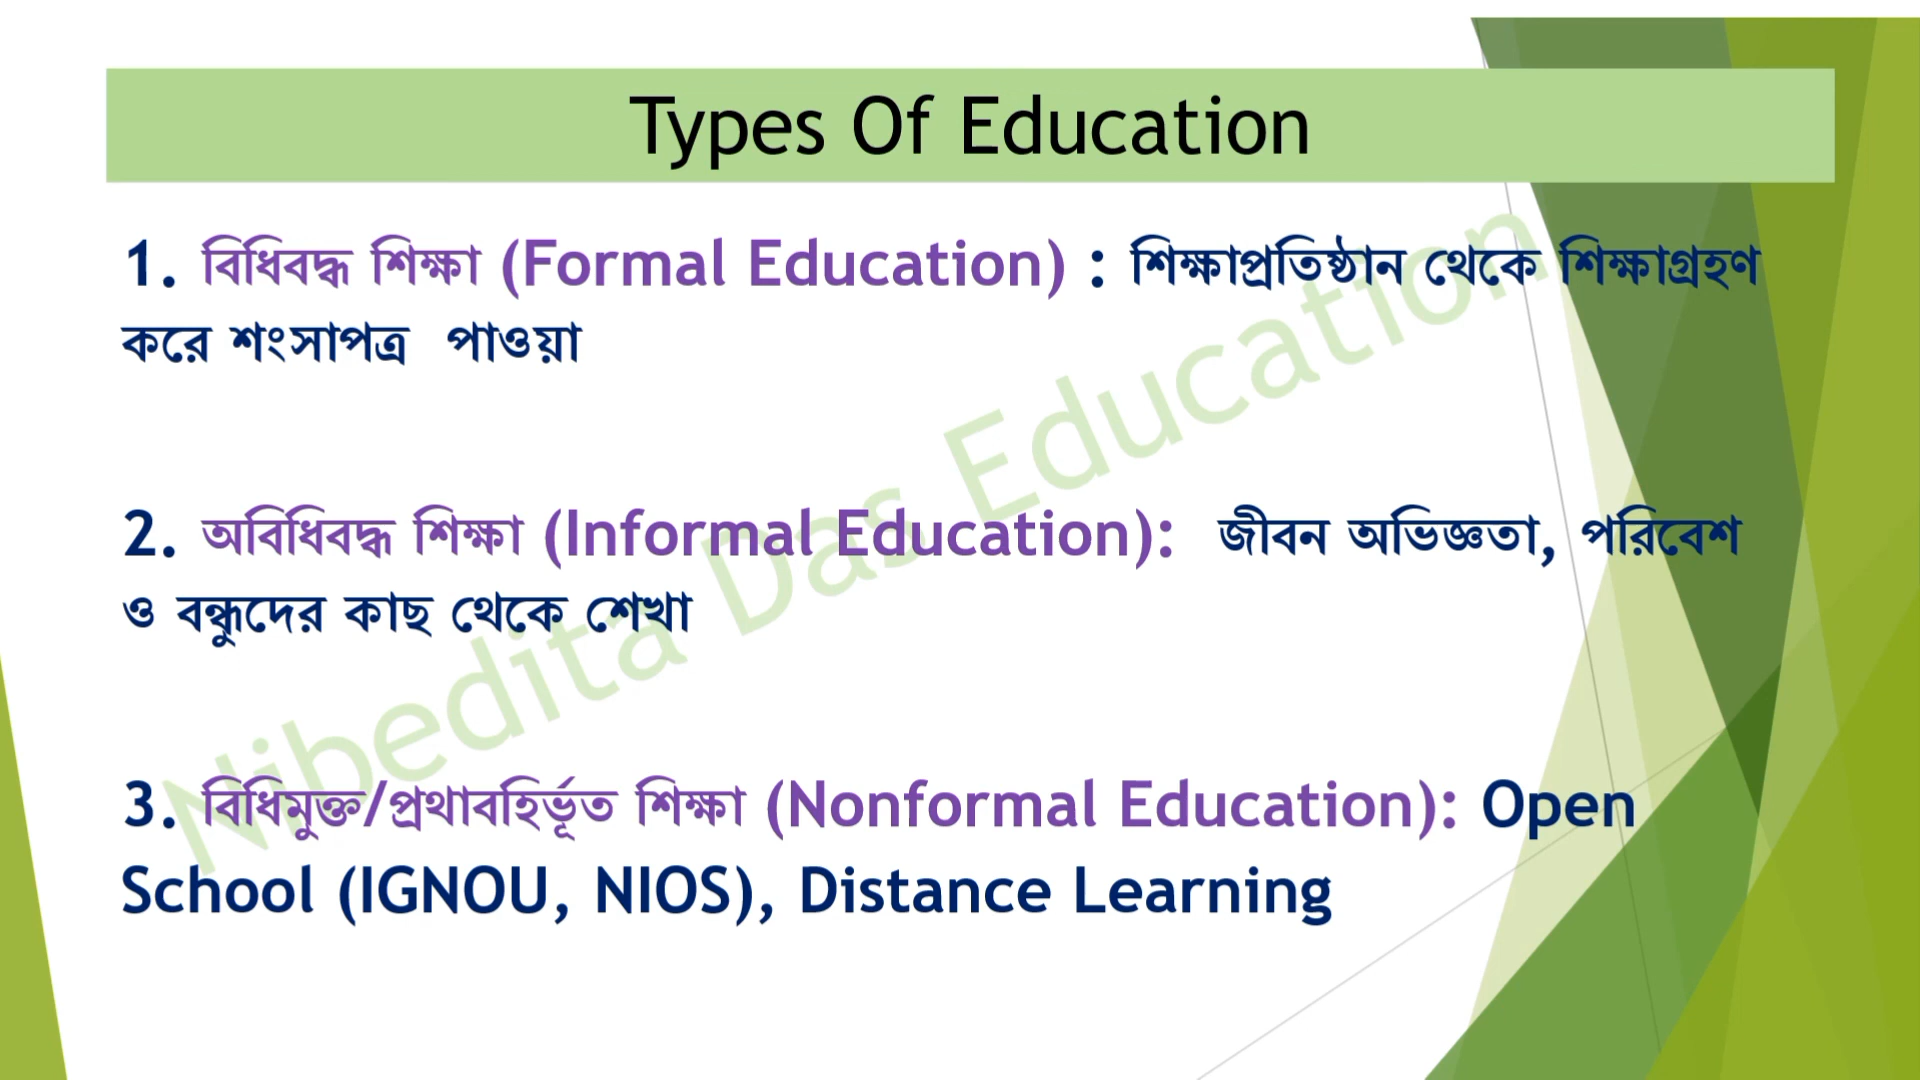 Types Of Education
1. বিধিবদ্ধ শিক্ষা (Formal Education) : শিক্ষাপ্রতিষ্ঠান থেকে শিক্ষাগ্রহণ
করে শংসাপত্র পাওয়া
2. অবিধিবদ্ধ শিক্ষা (Informal Education): জীবন অভিজ্ঞতা, পরিবেশ
ও বন্ধুদের কাছ থেকে শেখা
3. বিধিমুক্ত/প্রথাবহির্ভূত শিক্ষা (Nonformal Education): Open
School (IGNOU, NIOS), Distance Learning
Nibedita Das Education